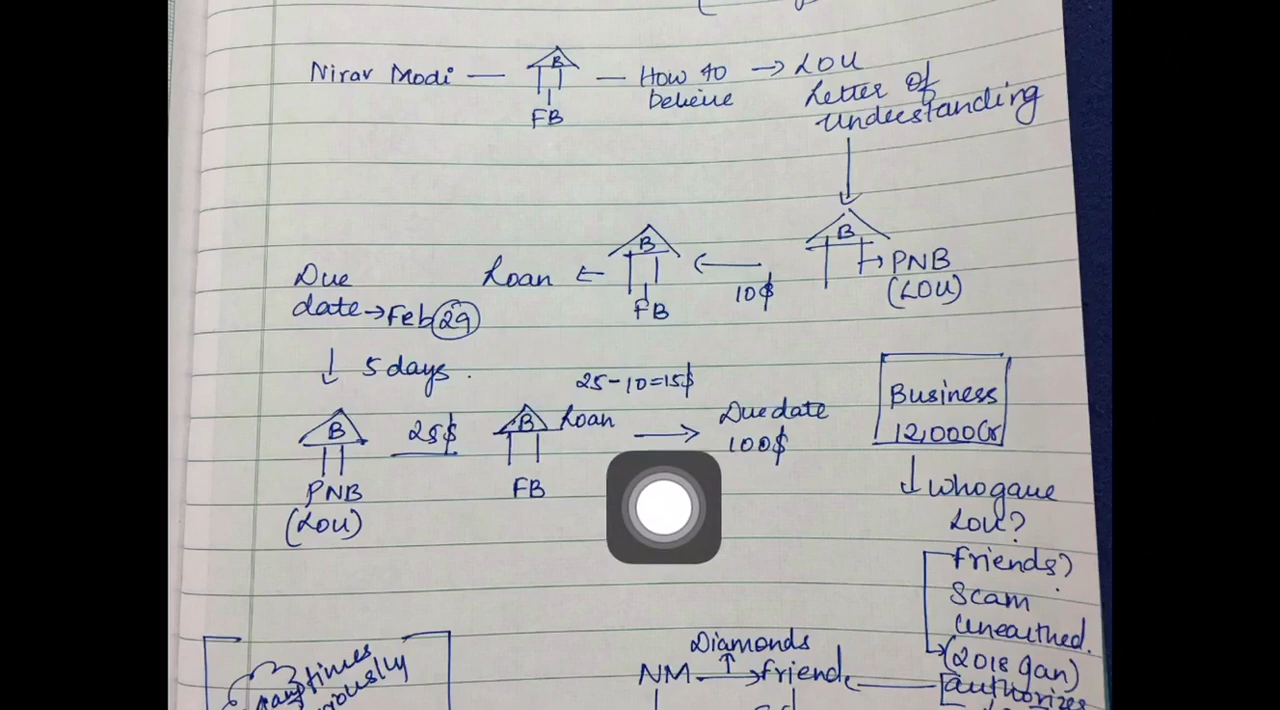 Nirav Modi — B — How to → LOU
believe
FB
Letter of
understanding
B
PNB
(LOU)
10$
B
FB
Loan ←
Due
date → Feb 29
↓ 5 days.
25-10=15$
B 25$ B Loan → Due date
100$
PNB
(LOU)
FB
Business
12,000Cr
↓ who gave
LOU?
friends?
Scam
unearthed.
(2018 Jan)
authorizes
Diamonds
NM → friend
times